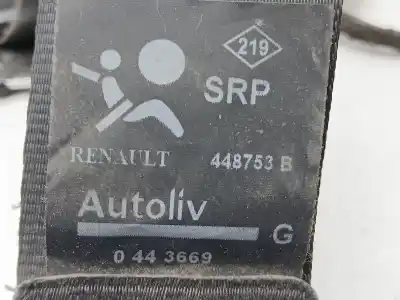 219
SRP
RENAULT 448753 B
Autoliv
G
0 44 3669